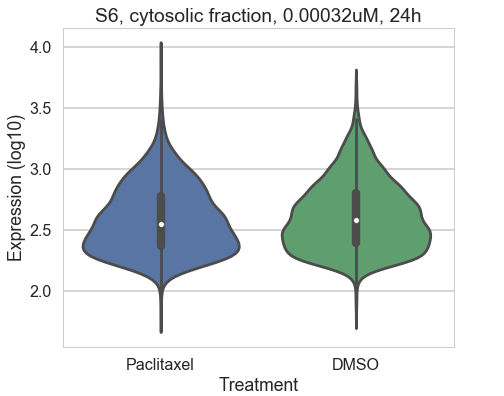 S6, cytosolic fraction, 0.00032uM, 24h
4.0
3.5
3.0
2.5
2.0
Expression (log10)
Paclitaxel
DMSO
Treatment